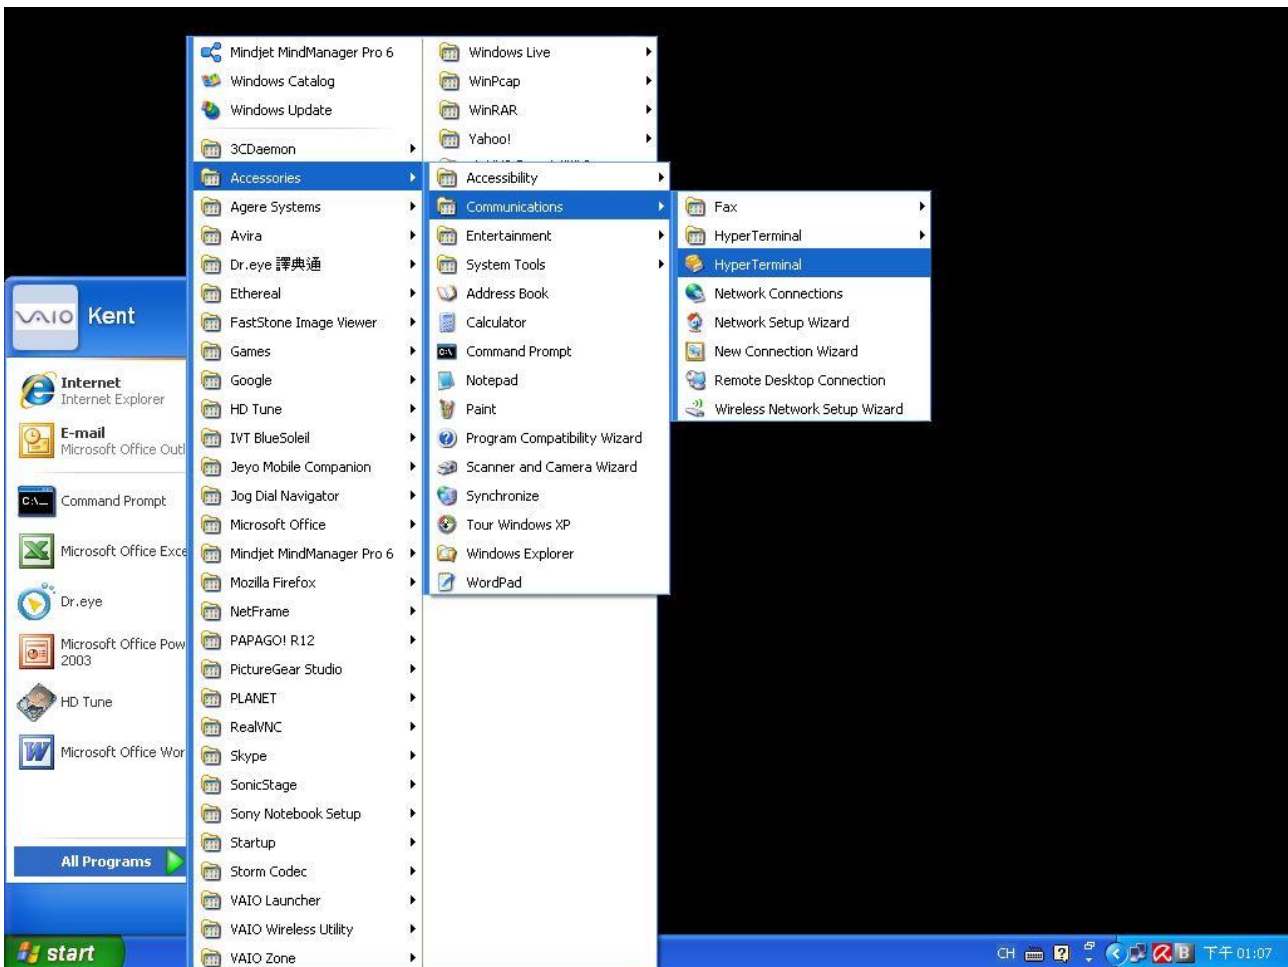 Mindjet MindManager Pro 6
Windows Catalog
Windows Update
3CDaemon
Accessories
Agere Systems
Avira
Dr.eye 譯典通
Ethereal
FastStone Image Viewer
Games
Google
HD Tune
IVT BlueSoleil
Jeyo Mobile Companion
Jog Dial Navigator
Microsoft Office
Mindjet MindManager Pro 6
Mozilla Firefox
NetFrame
PAPAGO! R12
PictureGear Studio
PLANET
RealVNC
Skype
SonicStage
Sony Notebook Setup
Startup
Storm Codec
VAIO Launcher
VAIO Wireless Utility
VAIO Zone
Windows Live
WinPcap
WinRAR
Yahoo!
Accessibility
Communications
Entertainment
System Tools
Address Book
Calculator
Command Prompt
Notepad
Paint
Program Compatibility Wizard
Scanner and Camera Wizard
Synchronize
Tour Windows XP
Windows Explorer
WordPad
Fax
HyperTerminal
HyperTerminal
Network Connections
Network Setup Wizard
New Connection Wizard
Remote Desktop Connection
Wireless Network Setup Wizard
VAIO Kent
Internet
Internet Explorer
E-mail
Microsoft Office Outl
C:\_ Command Prompt
Microsoft Office Exce
Dr.eye
Microsoft Office Pow
2003
HD Tune
Microsoft Office Wor
All Programs
start
CH
B
下午 01:07